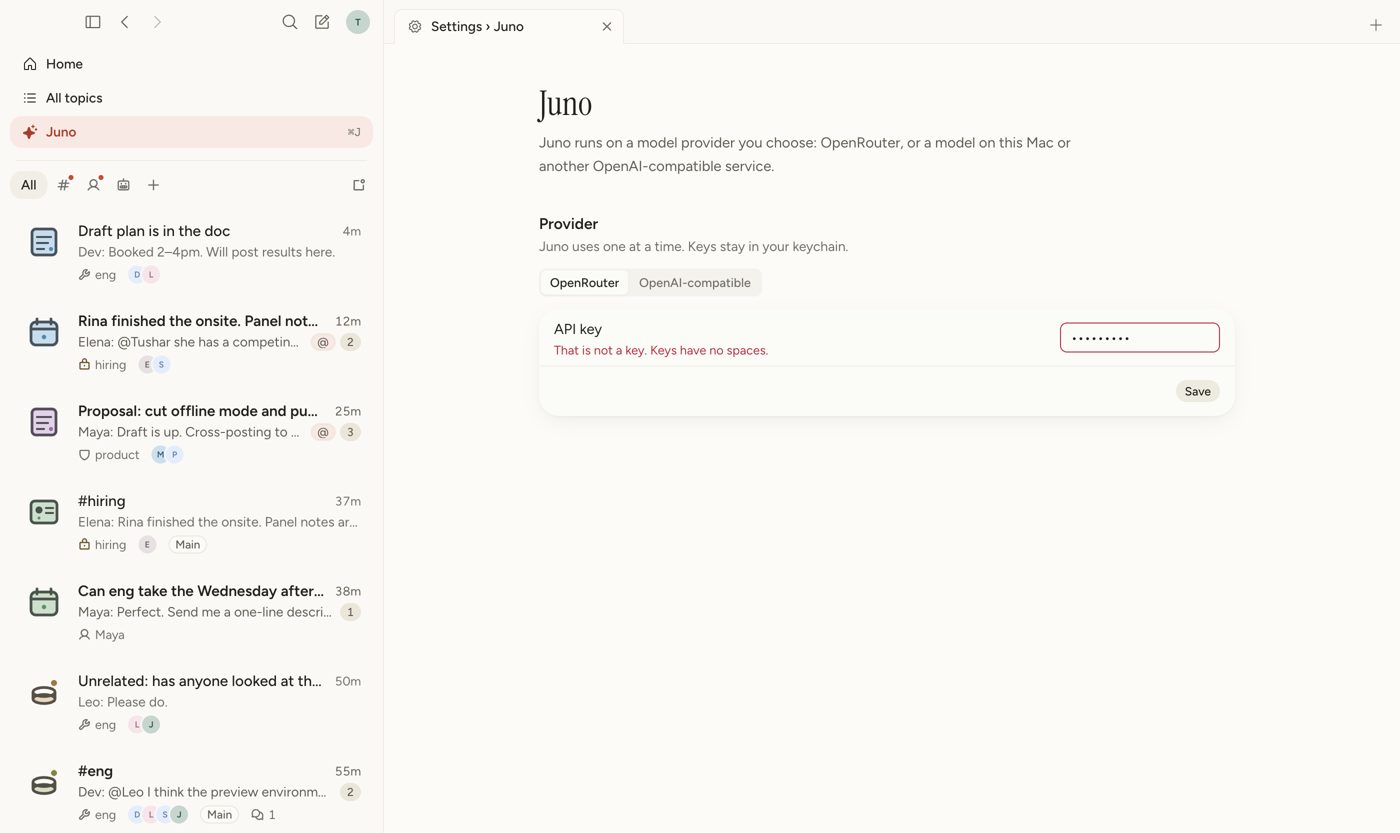 T
Home
All topics
Juno
⌘J
All
Draft plan is in the doc 4m
Dev: Booked 2–4pm. Will post results here.
eng D L
Rina finished the onsite. Panel not... 12m
Elena: @Tushar she has a competin... @ 2
hiring E S
Proposal: cut offline mode and pu... 25m
Maya: Draft is up. Cross-posting to ... @ 3
product M P
#hiring 37m
Elena: Rina finished the onsite. Panel notes ar...
hiring E Main
Can eng take the Wednesday after... 38m
Maya: Perfect. Send me a one-line descri... 1
Maya
Unrelated: has anyone looked at th... 50m
Leo: Please do.
eng L J
#eng 55m
Dev: @Leo I think the preview environm... 2
eng D L S J Main 1
Settings › Juno
Juno
Juno runs on a model provider you choose: OpenRouter, or a model on this Mac or
another OpenAI-compatible service.
Provider
Juno uses one at a time. Keys stay in your keychain.
OpenRouter OpenAI-compatible
API key
That is not a key. Keys have no spaces.
•••••••••
Save